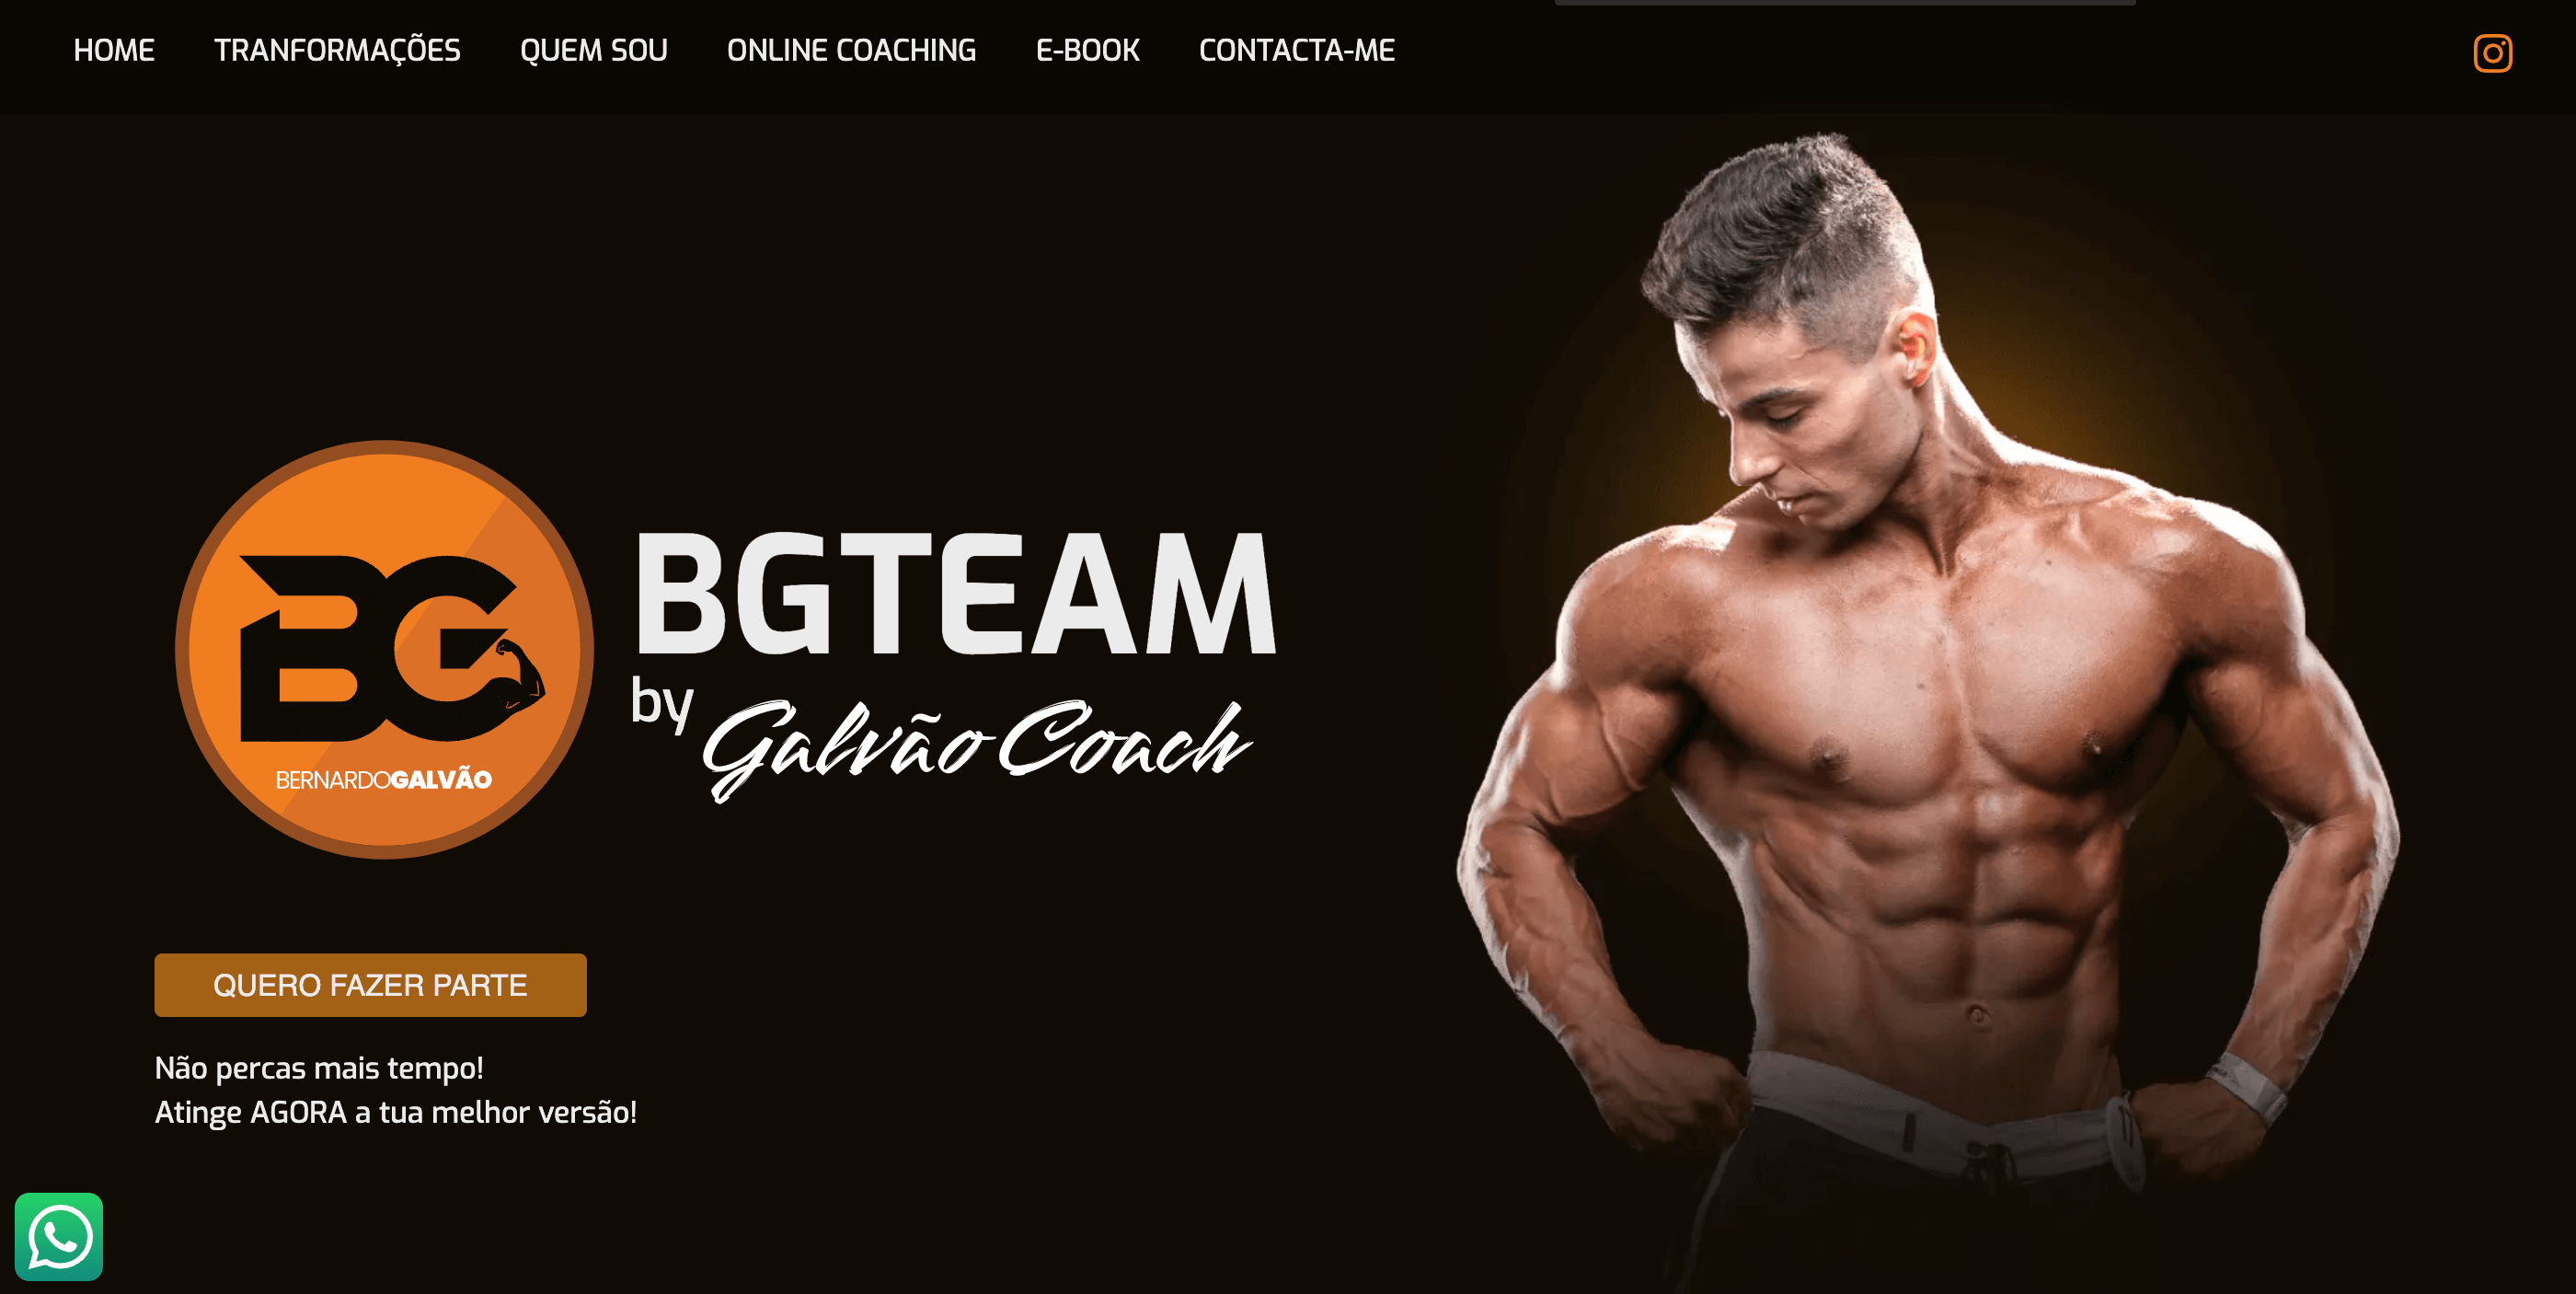 HOME TRANFORMAÇÕES QUEM SOU ONLINE COACHING E-BOOK CONTACTA-ME
BG
BERNARDOGALVÃO
BGTEAM
by Galvão Coach
QUERO FAZER PARTE
Não percas mais tempo!
Atinge AGORA a tua melhor versão!